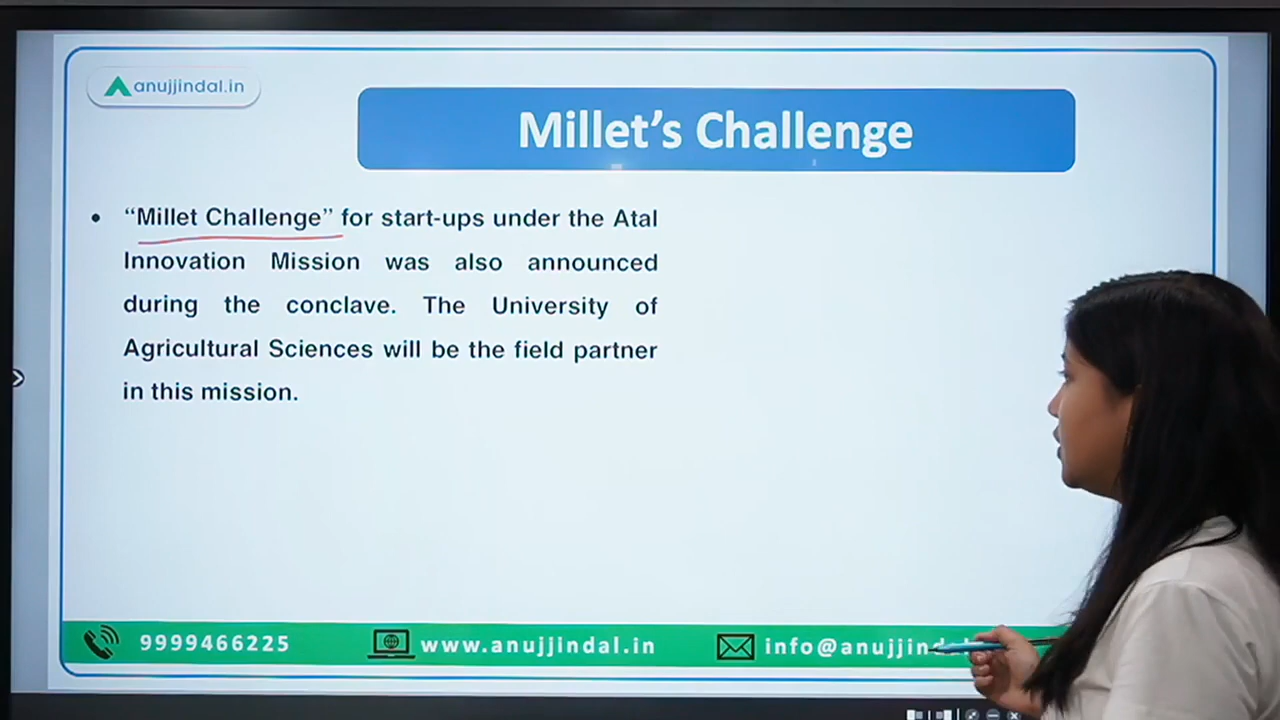 anujjindal.in
Millet’s Challenge
• “Millet Challenge” for start-ups under the Atal
Innovation Mission was also announced
during the conclave. The University of
Agricultural Sciences will be the field partner
in this mission.
9999466225
www.anujjindal.in